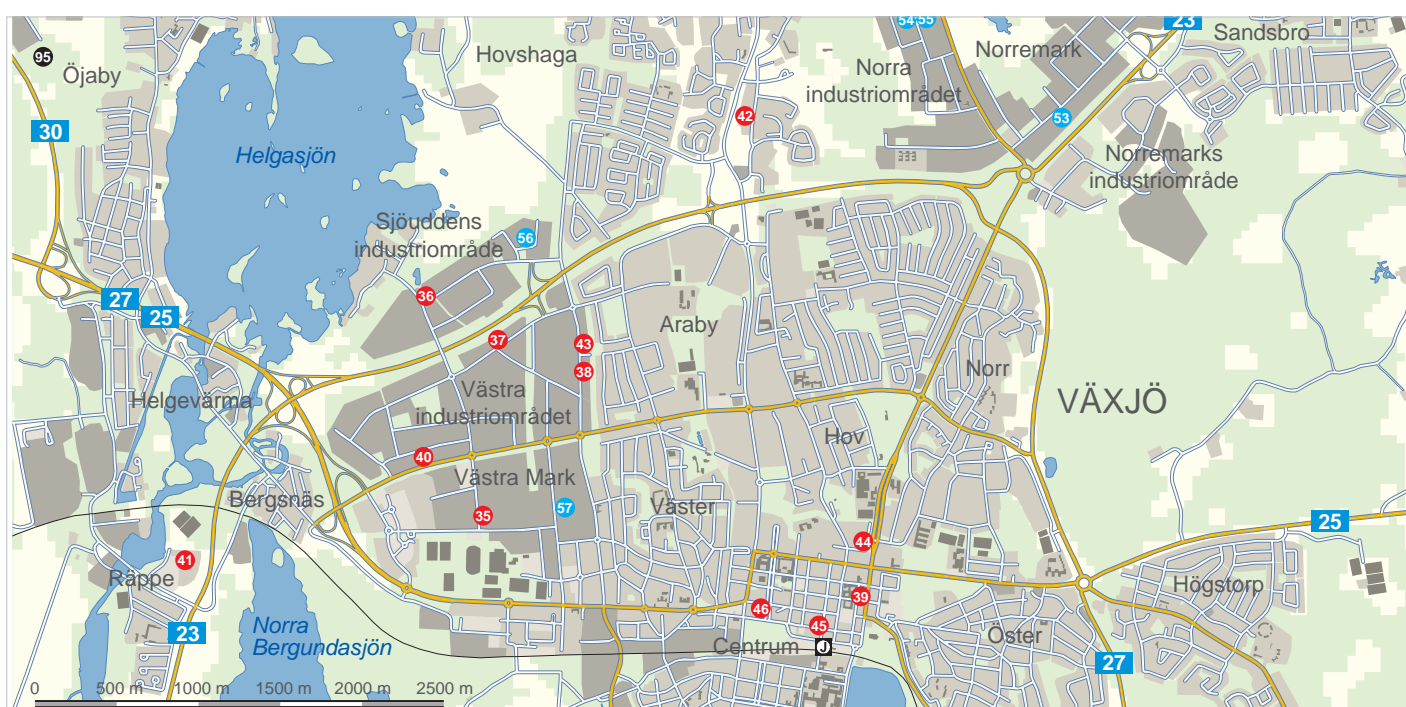 54
55
23
Sandsbro
95
Öjaby
Hovshaga
Norremark
Norra
industriområdet
42
53
30
Helgasjön
Norremarks
industriområde
Sjöuddens
industriområde
56
27
25
36
37
43
38
Araby
Norr
VÄXJÖ
Helgevärma
Västra
industriområdet
Hov
40
Västra Mark
Bergsnäs
35
57
Väster
25
44
41
Räppe
Högstorp
39
46
45
23
Norra
Bergundasjön
Centrum
J
Öster
27
0
500 m
1000 m
1500 m
2000 m
2500 m